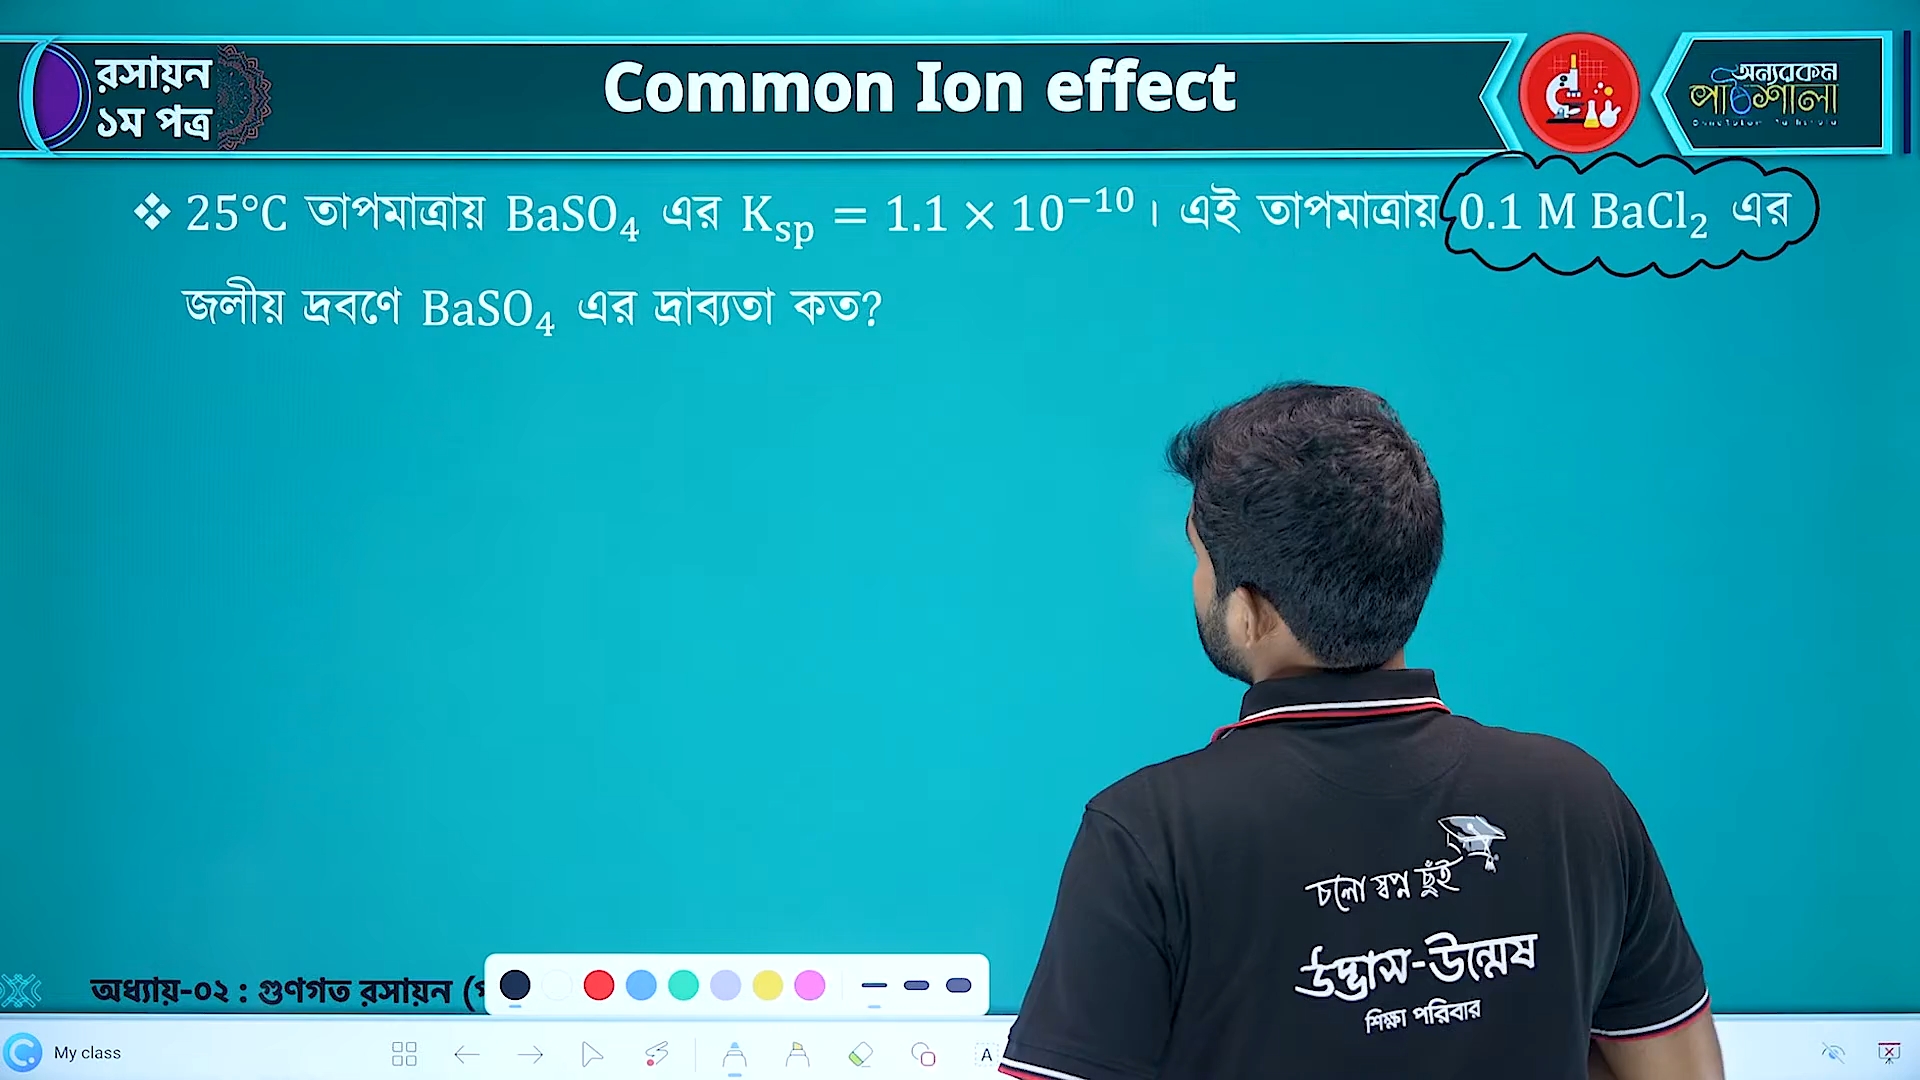 রসায়ন
১ম পত্র
Common Ion effect
অন্যরকম
পাঠশালা
❖ 25°C তাপমাত্রায় BaSO₄ এর Kₛₚ = 1.1 × 10⁻¹⁰। এই তাপমাত্রায় 0.1 M BaCl₂ এর
জলীয় দ্রবণে BaSO₄ এর দ্রাব্যতা কত?
চলো স্বপ্ন ছুঁই
উদ্ভাস-উন্মেষ
শিক্ষা পরিবার
অধ্যায়-০২ : গুণগত রসায়ন (
My class
A